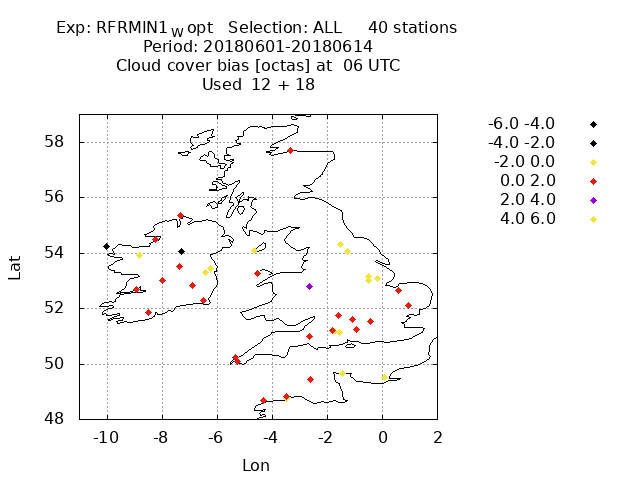 Exp: RFRMIN1W opt Selection: ALL 40 stations
Period: 20180601-20180614
Cloud cover bias [octas] at 06 UTC
Used 12 + 18
-6.0 -4.0
-4.0 -2.0
-2.0 0.0
0.0 2.0
2.0 4.0
4.0 6.0
58
56
54
52
50
48
Lat
-10 -8 -6 -4 -2 0 2
Lon